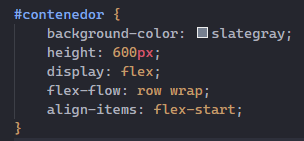 #contenedor {
background-color: slategray;
height: 600px;
display: flex;
flex-flow: row wrap;
align-items: flex-start;
}